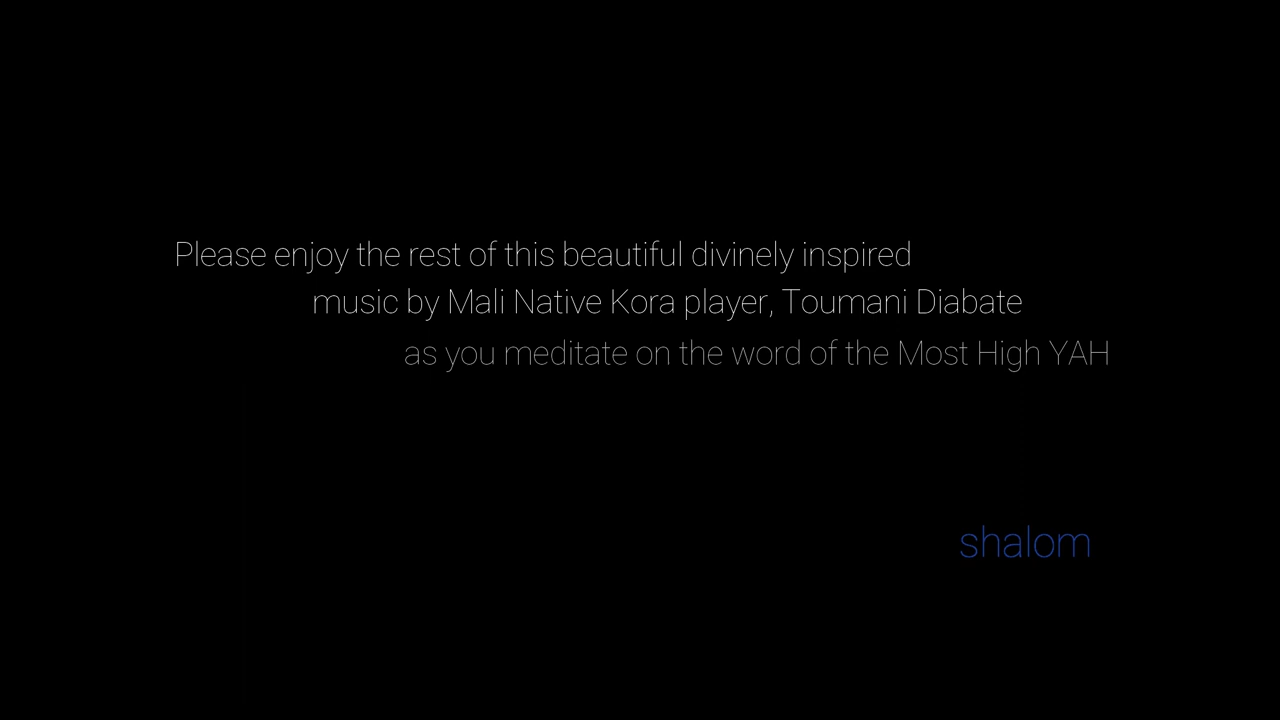 Please enjoy the rest of this beautiful divinely inspired
music by Mali Native Kora player, Toumani Diabate
as you meditate on the word of the Most High YAH
shalom